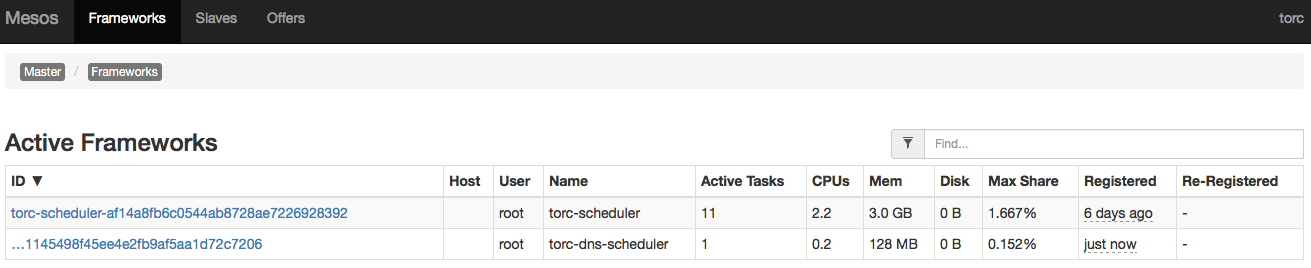 Mesos Frameworks Slaves Offers torc
Master / Frameworks
Active Frameworks Find...
ID ▼ Host User Name Active Tasks CPUs Mem Disk Max Share Registered Re-Registered
torc-scheduler-af14a8fb6c0544ab8728ae7226928392 root torc-scheduler 11 2.2 3.0 GB 0 B 1.667% 6 days ago -
…1145498f45ee4e2fb9af5aa1d72c7206 root torc-dns-scheduler 1 0.2 128 MB 0 B 0.152% just now -